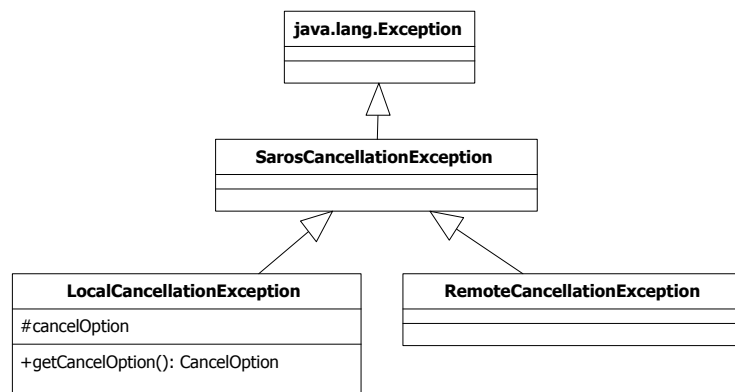 java.lang.Exception
SarosCancellationException
LocalCancellationException
#cancelOption
+getCancelOption(): CancelOption
RemoteCancellationException